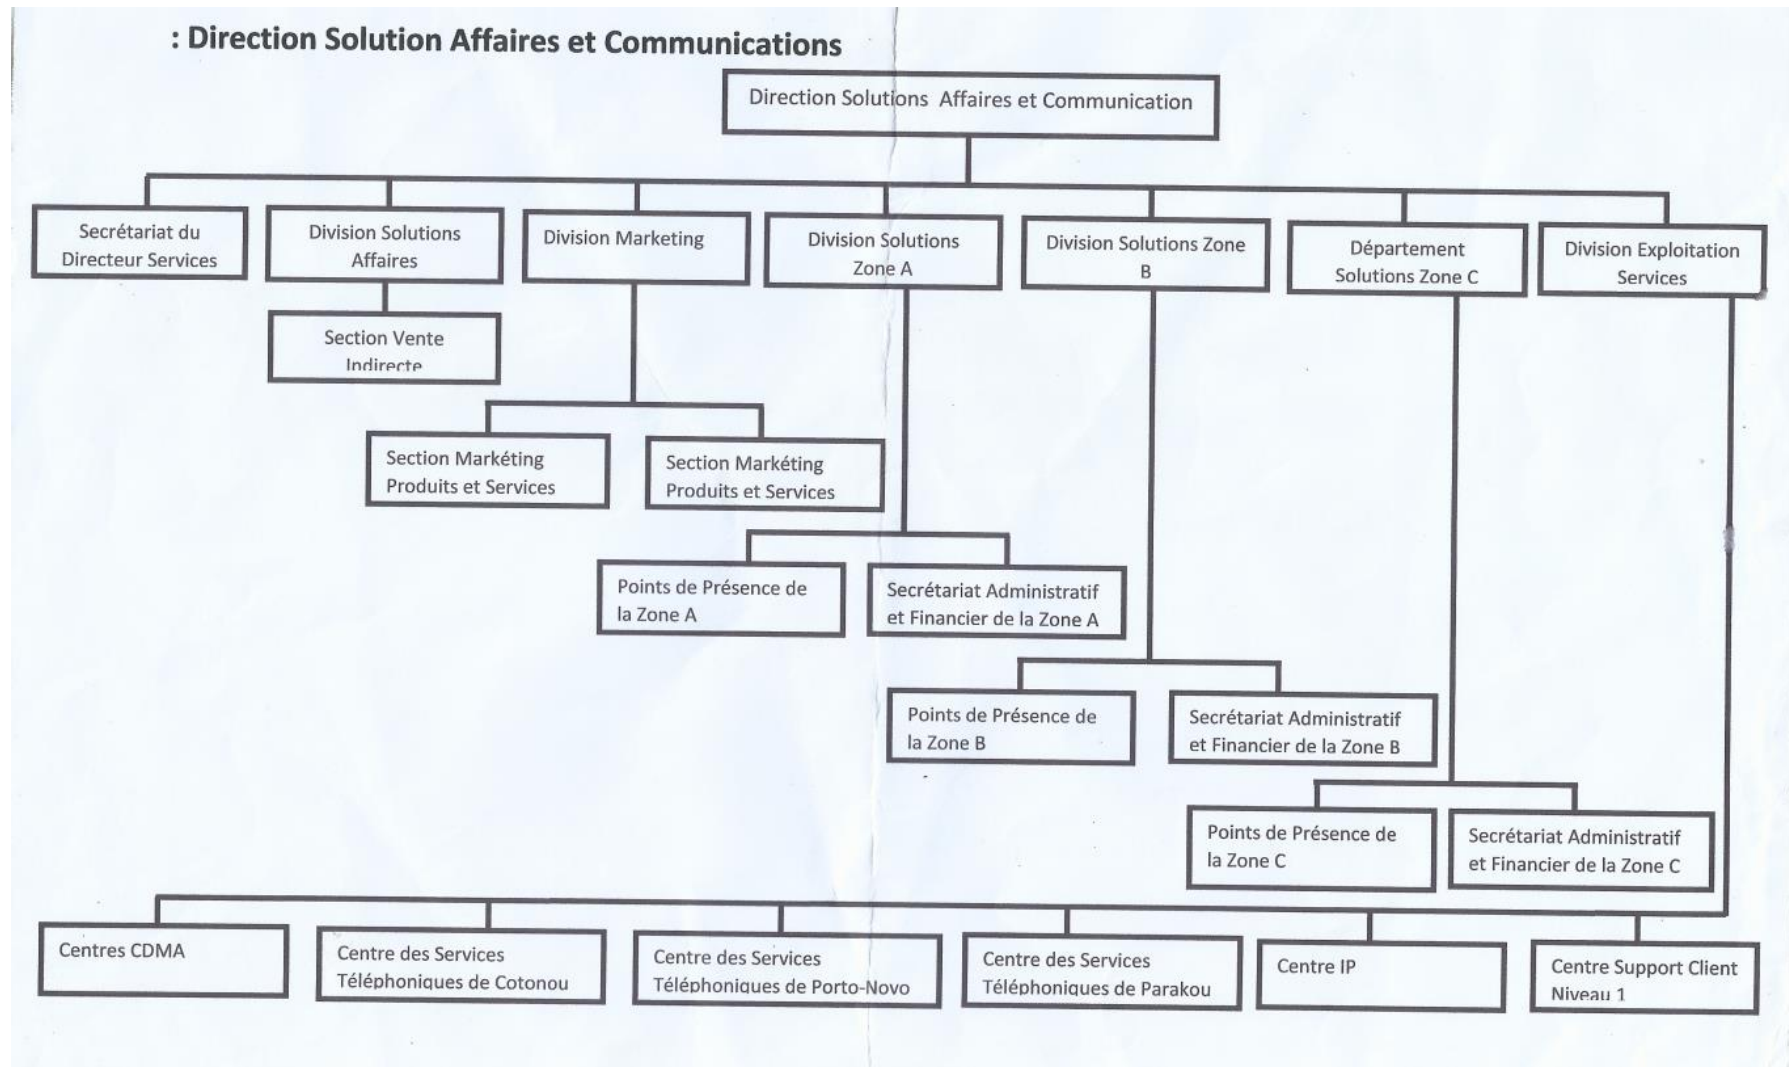 : Direction Solution Affaires et Communications
Direction Solutions Affaires et Communication
Secrétariat du
Directeur Services
Division Solutions
Affaires
Division Marketing
Division Solutions
Zone A
Division Solutions Zone
B
Département
Solutions Zone C
Division Exploitation
Services
Section Vente
Indirecte
Section Markéting
Produits et Services
Section Markéting
Produits et Services
Points de Présence de
la Zone A
Secrétariat Administratif
et Financier de la Zone A
Points de Présence de
la Zone B
Secrétariat Administratif
et Financier de la Zone B
Points de Présence de
la Zone C
Secrétariat Administratif
et Financier de la Zone C
Centres CDMA
Centre des Services
Téléphoniques de Cotonou
Centre des Services
Téléphoniques de Porto-Novo
Centre des Services
Téléphoniques de Parakou
Centre IP
Centre Support Client
Niveau 1